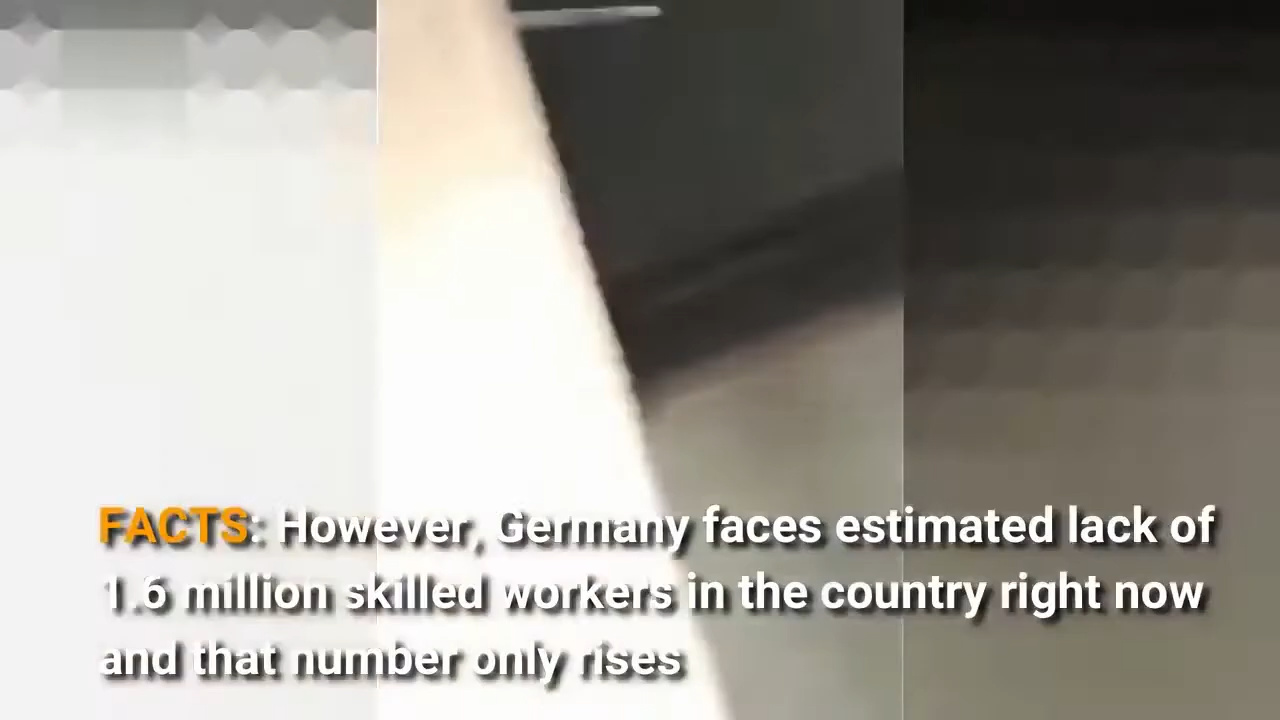 FACTS: However, Germany faces estimated lack of
1.6 million skilled workers in the country right now
and that number only rises